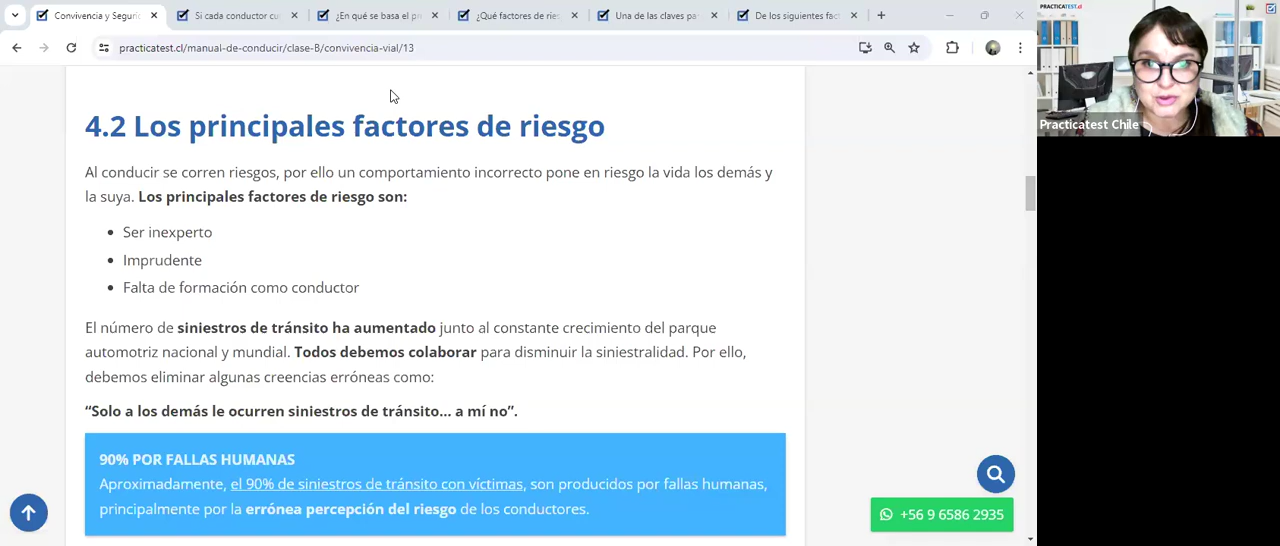 Convivencia y Seguri
Si cada conductor cu
¿En qué se basa el pr
¿Qué factores de ries
Una de las claves pa
De los siguientes fact
practicatest.cl/manual-de-conducir/clase-B/convivencia-vial/13
PRACTICATEST.cl
Practicatest Chile
4.2 Los principales factores de riesgo
Al conducir se corren riesgos, por ello un comportamiento incorrecto pone en riesgo la vida los demás y
la suya. Los principales factores de riesgo son:
• Ser inexperto
• Imprudente
• Falta de formación como conductor
El número de siniestros de tránsito ha aumentado junto al constante crecimiento del parque
automotriz nacional y mundial. Todos debemos colaborar para disminuir la siniestralidad. Por ello,
debemos eliminar algunas creencias erróneas como:
“Solo a los demás le ocurren siniestros de tránsito... a mí no”.
90% POR FALLAS HUMANAS
Aproximadamente, el 90% de siniestros de tránsito con víctimas, son producidos por fallas humanas,
principalmente por la errónea percepción del riesgo de los conductores.
+56 9 6586 2935